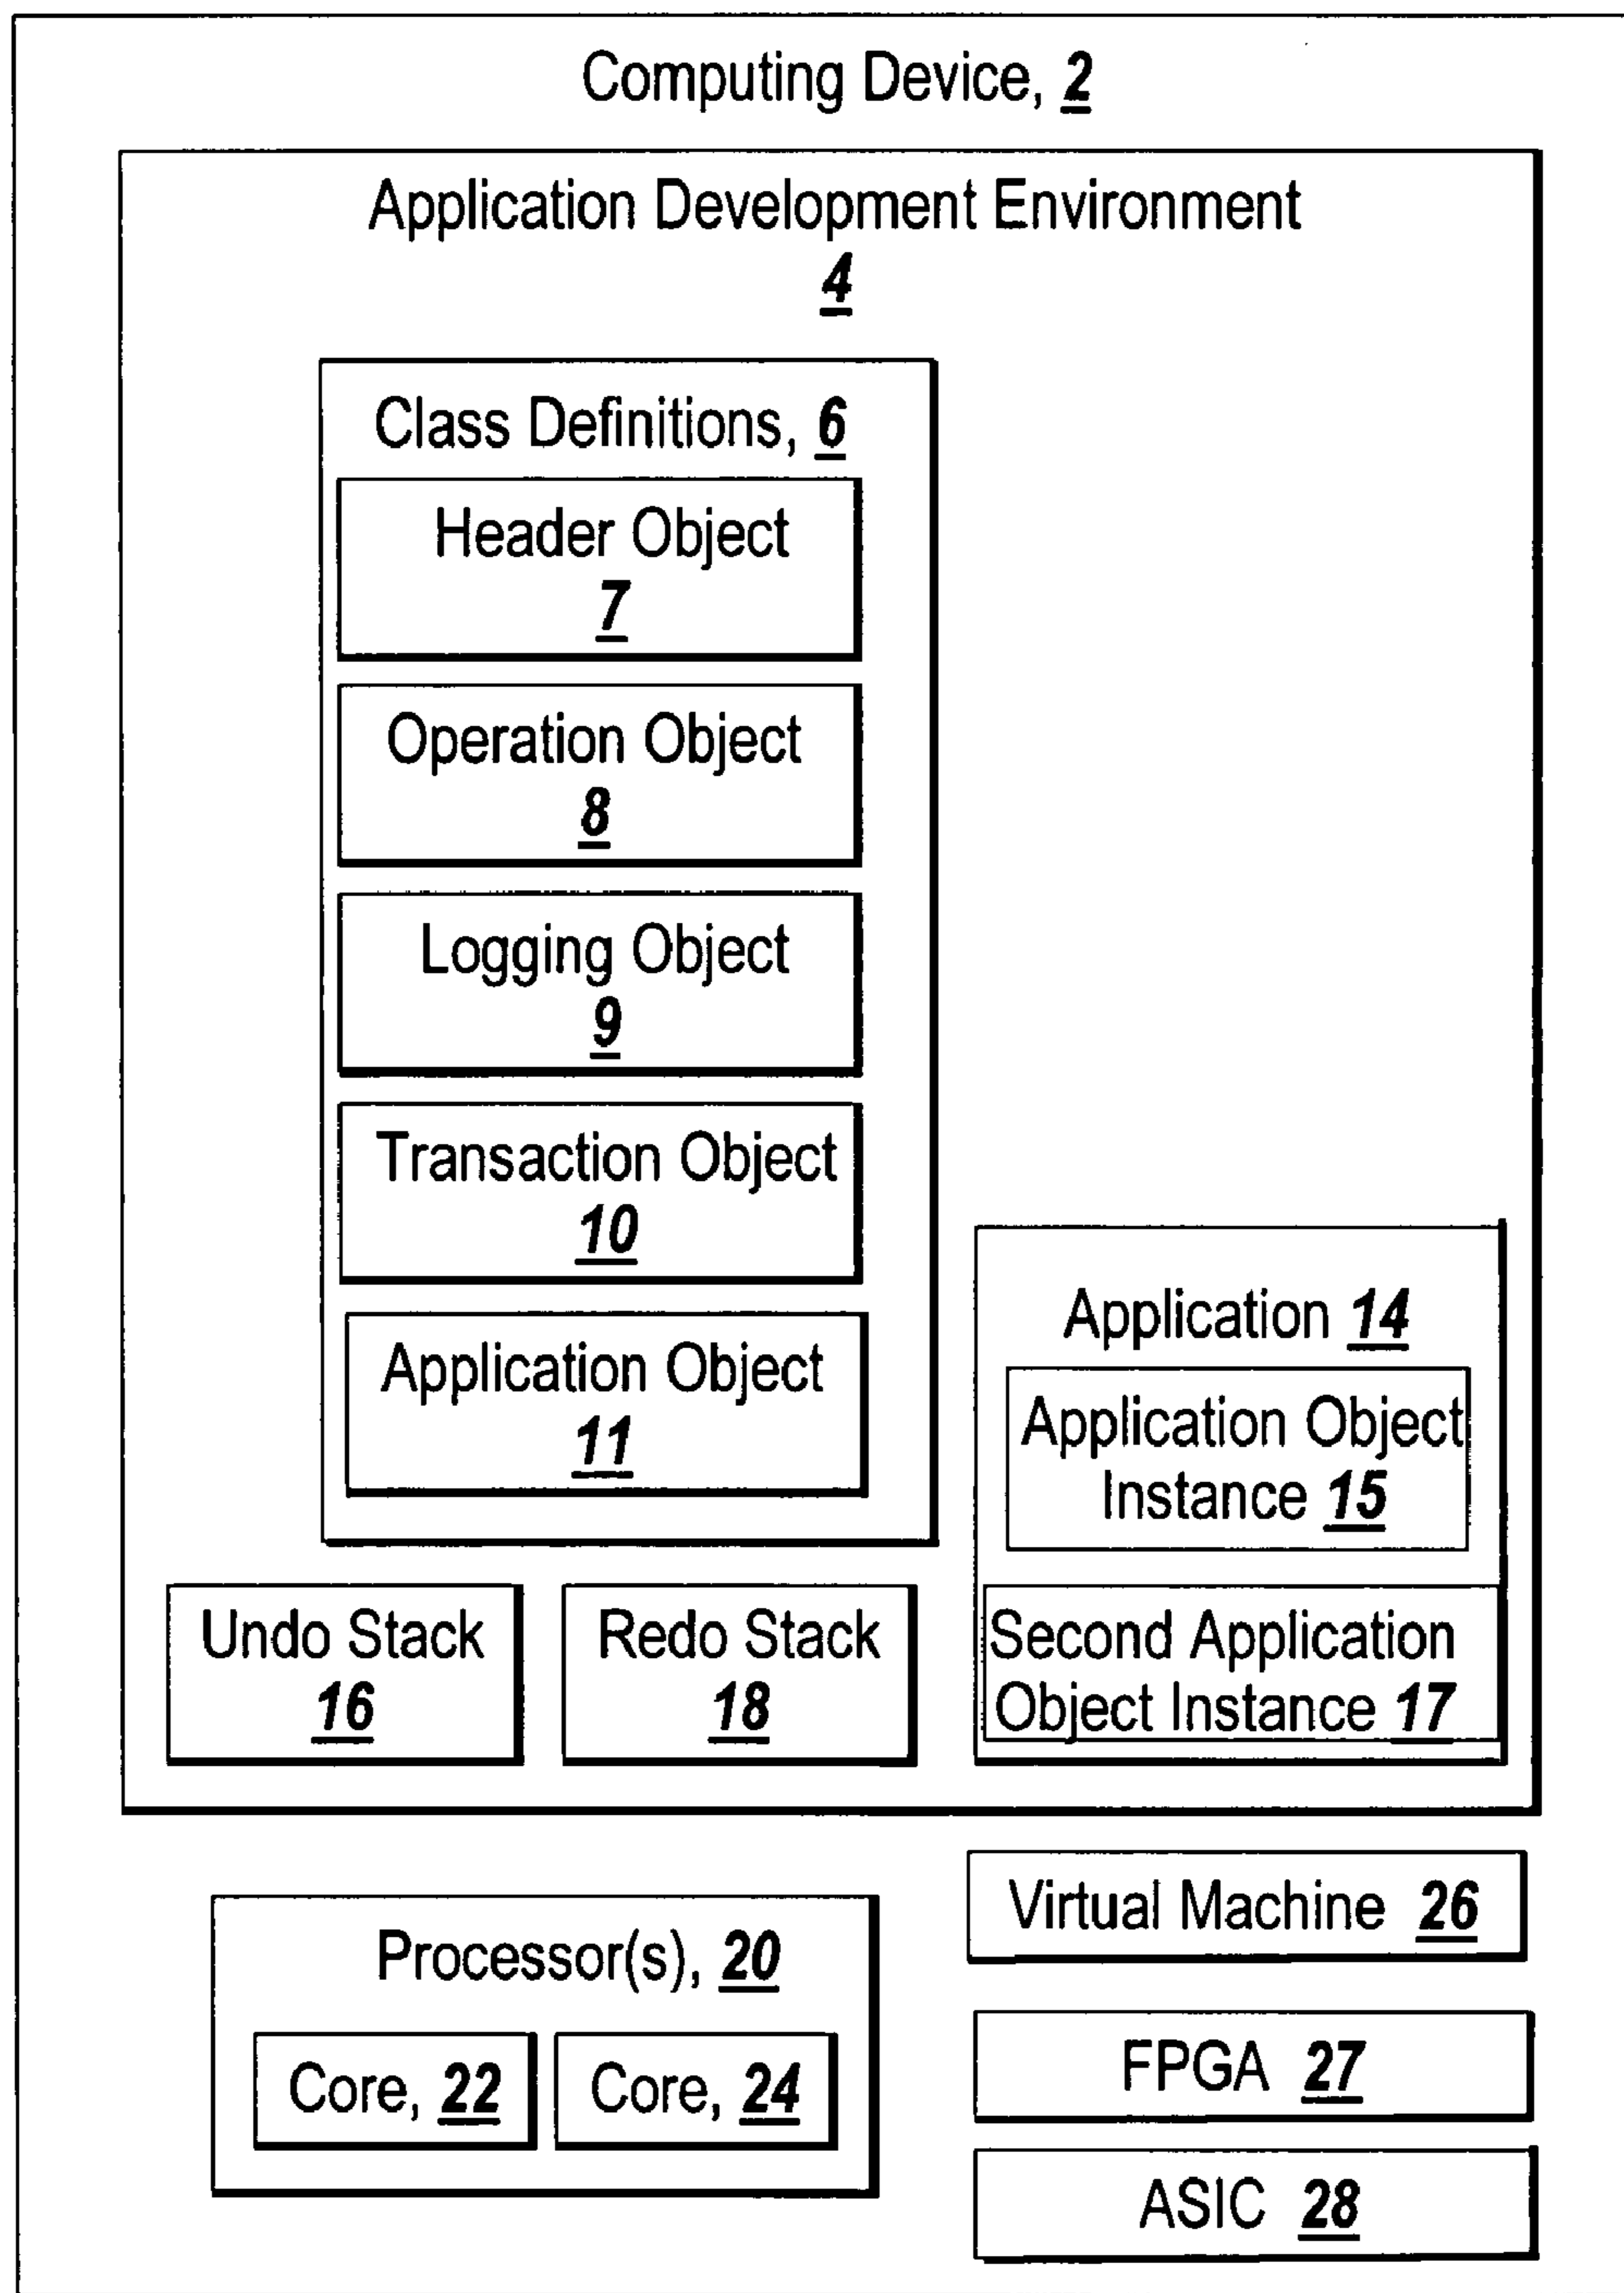 Computing Device, 2
Application Development Environment
4
Class Definitions, 6
Header Object
7
Operation Object
8
Logging Object
9
Transaction Object
10
Application Object
11
Application 14
Application Object
Instance 15
Second Application
Object Instance 17
Undo Stack
16
Redo Stack
18
Processor(s), 20
Core, 22
Core, 24
Virtual Machine 26
FPGA 27
ASIC 28